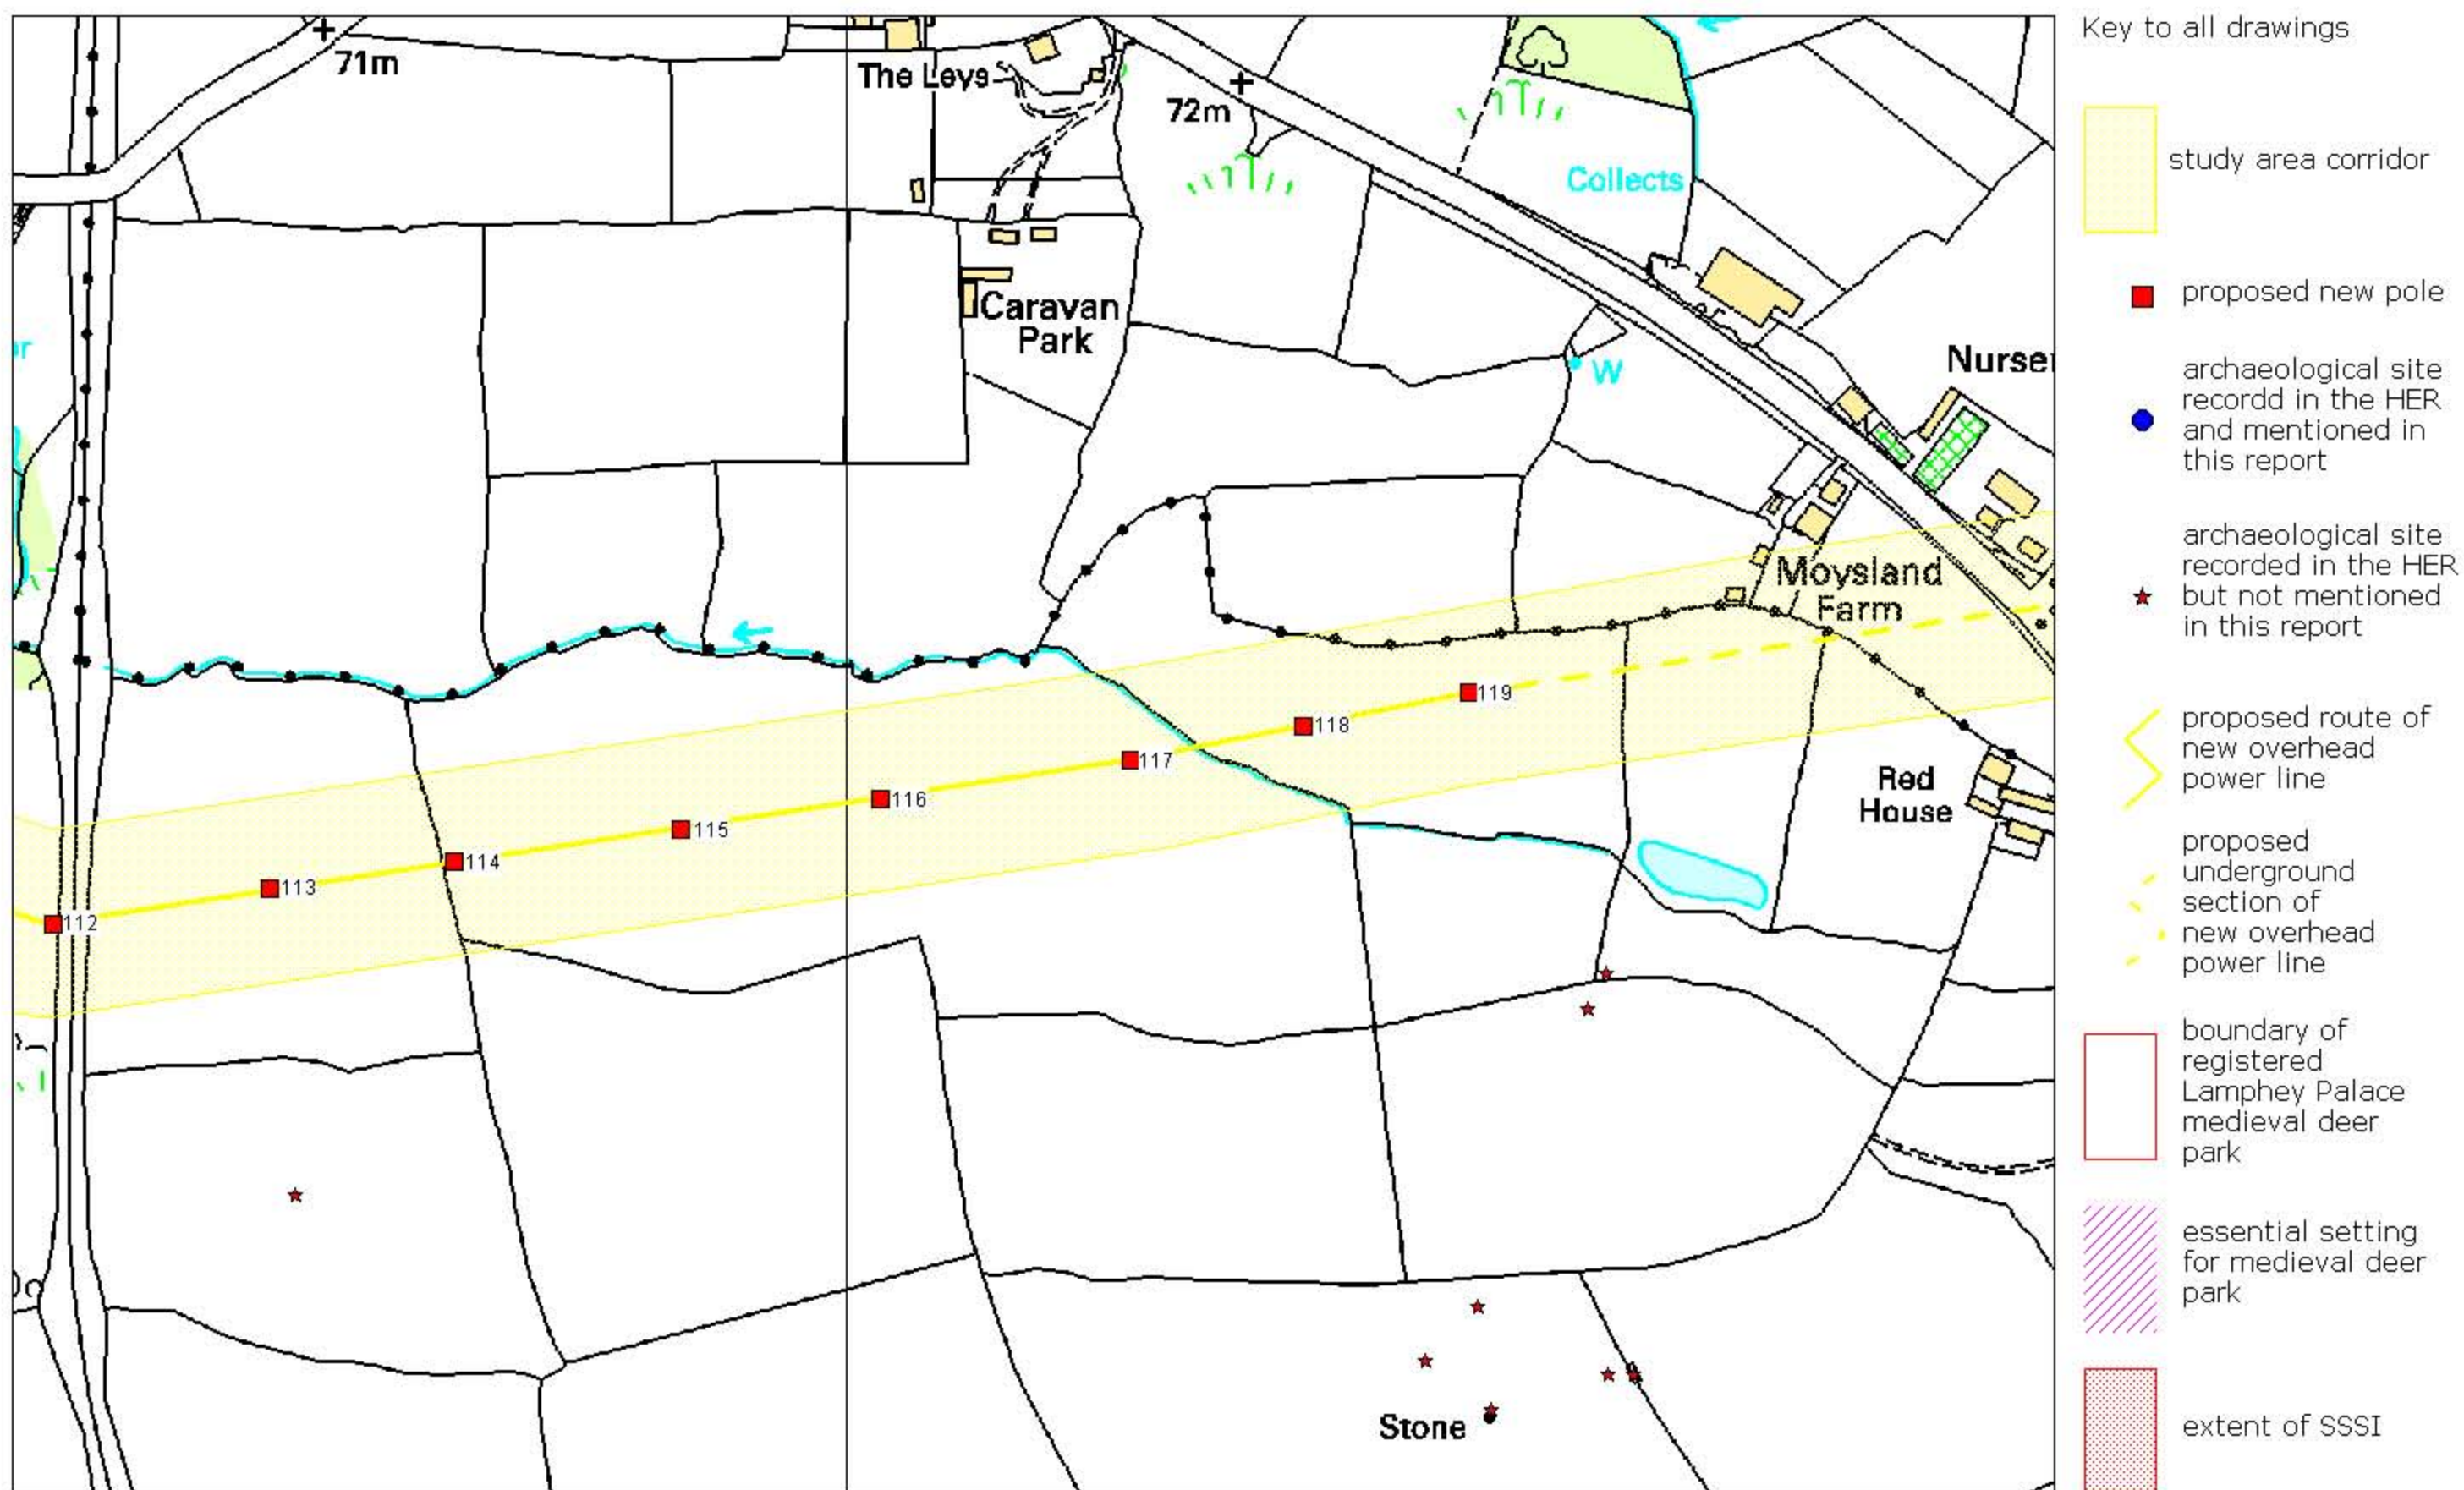 71m
The Leys
72m
Collects
Caravan
Park
W
Nurser
r
Moysland
Farm
119
118
117
116
115
114
113
112
Red
House
Stone
Key to all drawings
study area corridor
proposed new pole
archaeological site
recordd in the HER
and mentioned in
this report
archaeological site
recorded in the HER
but not mentioned
in this report
proposed route of
new overhead
power line
proposed
underground
section of
new overhead
power line
boundary of
registered
Lamphey Palace
medieval deer
park
essential setting
for medieval deer
park
extent of SSSI